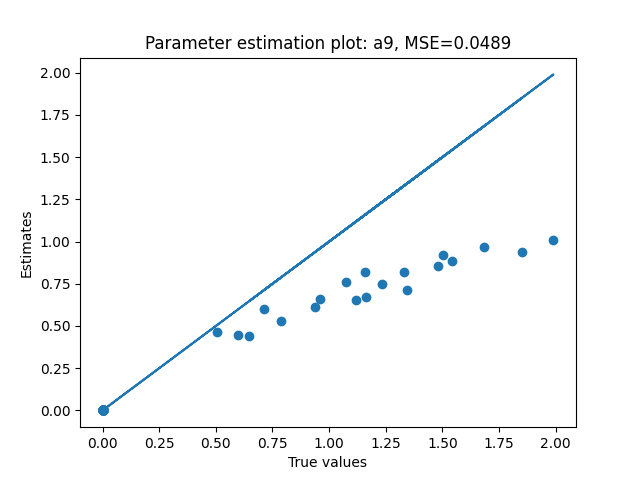 Parameter estimation plot: a9, MSE=0.0489
2.00
1.75
1.50
1.25
1.00
0.75
0.50
0.25
0.00
Estimates
0.00 0.25 0.50 0.75 1.00 1.25 1.50 1.75 2.00
True values